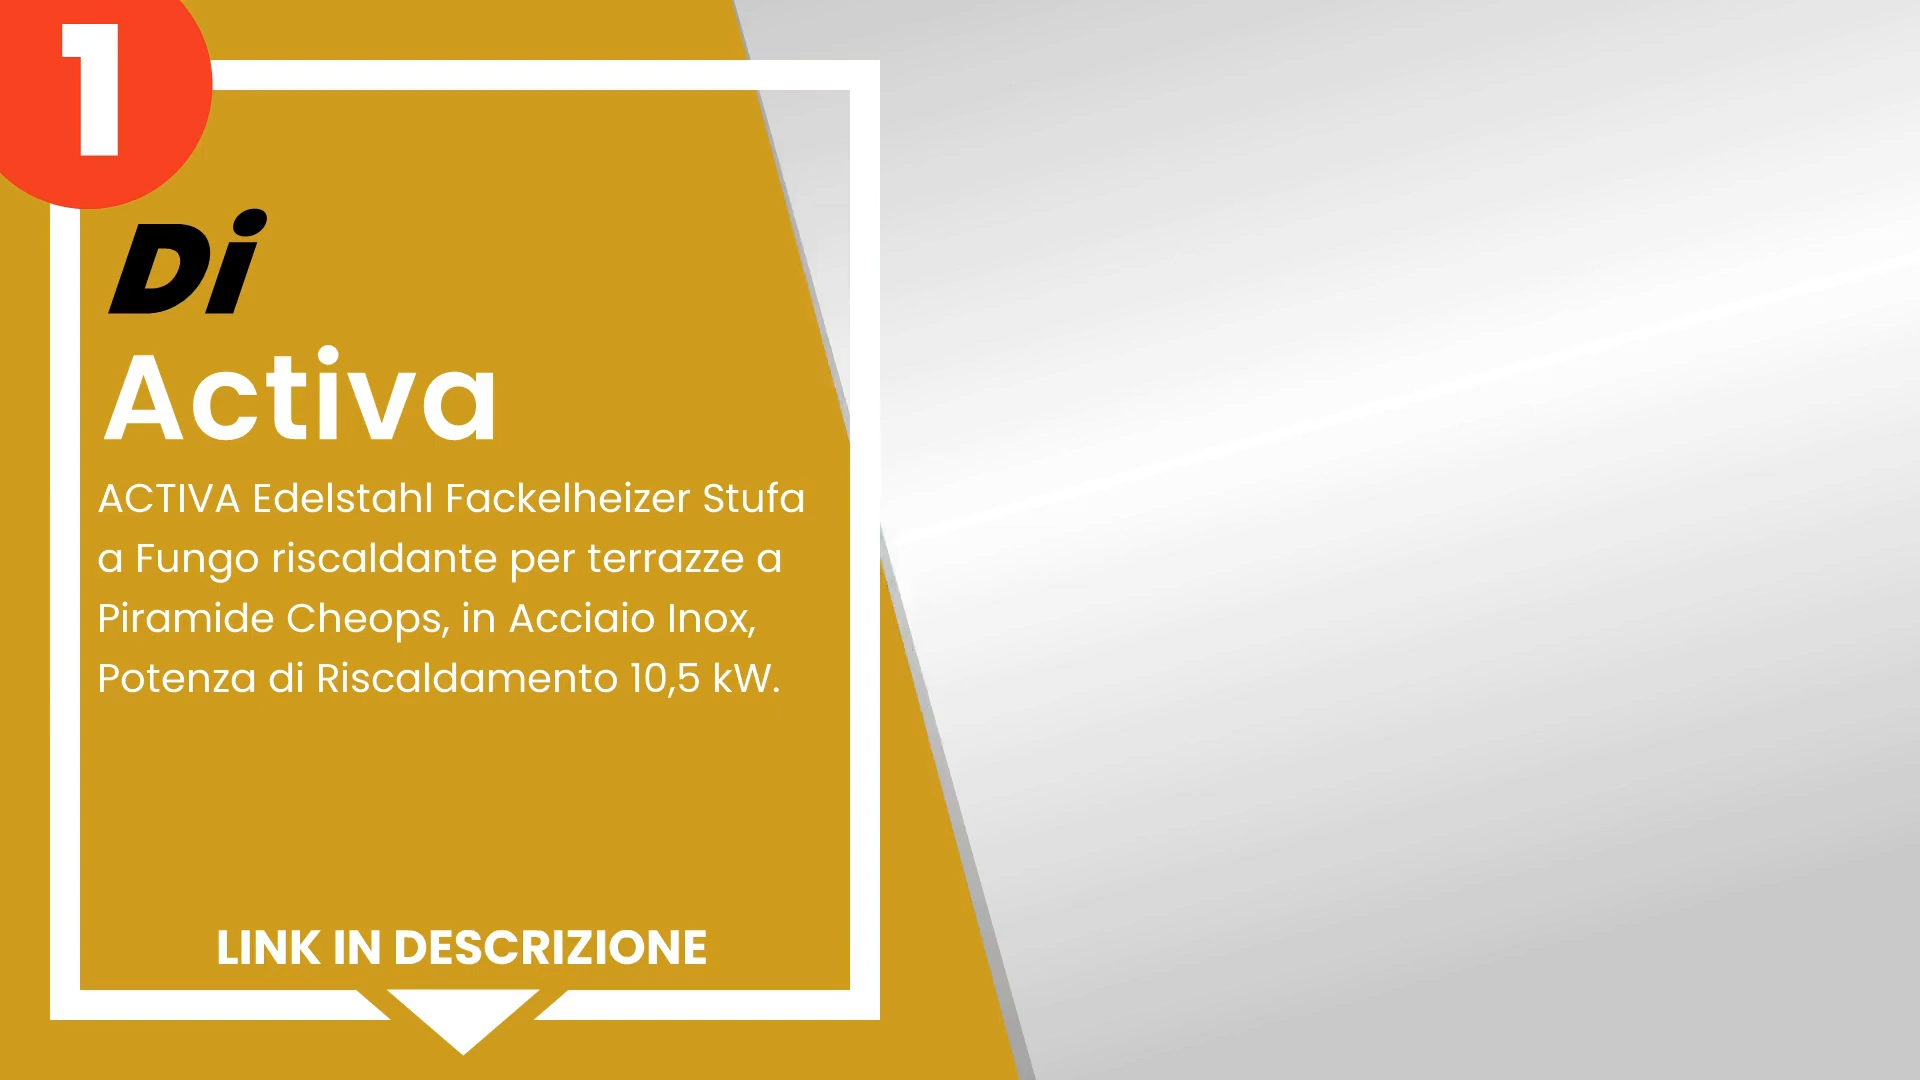 1
Di
Activa
ACTIVA Edelstahl Fackelheizer Stufa
a Fungo riscaldante per terrazze a
Piramide Cheops, in Acciaio Inox,
Potenza di Riscaldamento 10,5 kW.
LINK IN DESCRIZIONE